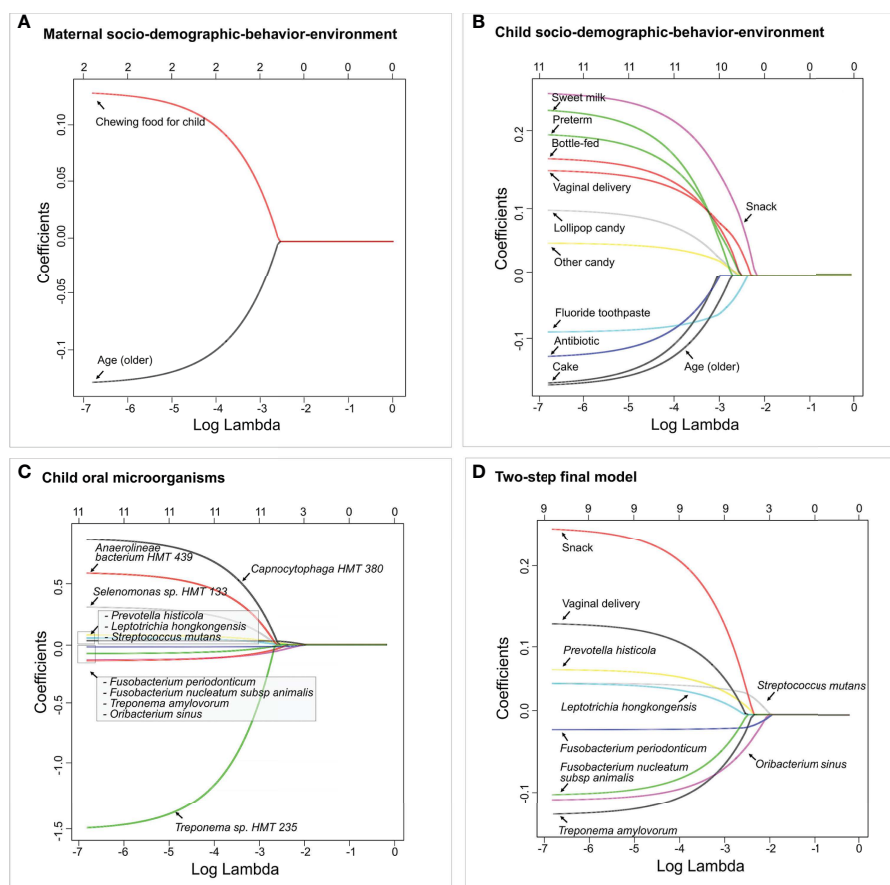 A Maternal socio-demographic-behavior-environment
2 2 2 2 2 0 0 0
0.10
0.05
0.00
-0.05
-0.1
Coefficients
Chewing food for child
Age (older)
-7 -6 -5 -4 -3 -2 -1 0
Log Lambda
B Child socio-demographic-behavior-environment
11 11 11 11 10 0 0 0
0.2
0.1
0.0
-0.1
Coefficients
Sweet milk
Preterm
Bottle-fed
Vaginal delivery
Snack
Lollipop candy
Other candy
Fluoride toothpaste
Antibiotic
Cake
Age (older)
-7 -6 -5 -4 -3 -2 -1 0
Log Lambda
C Child oral microorganisms
11 11 11 11 11 3 0 0
0.5
0.0
-0.5
-1.0
-1.5
Coefficients
Anaerolineae
bacterium HMT 439
Capnocytophaga HMT 380
Selenomonas sp. HMT 133
- Prevotella histicola
- Leptotrichia hongkongensis
- Streptococcus mutans
- Fusobacterium periodonticum
- Fusobacterium nucleatum subsp animalis
- Treponema amylovorum
- Oribacterium sinus
Treponema sp. HMT 235
-7 -6 -5 -4 -3 -2 -1 0
Log Lambda
D Two-step final model
9 9 9 9 9 3 0 0
0.2
0.1
0.0
-0.1
Coefficients
Snack
Vaginal delivery
Prevotella histicola
Streptococcus mutans
Leptotrichia hongkongensis
Fusobacterium periodonticum
Oribacterium sinus
Fusobacterium nucleatum
subsp animalis
Treponema amylovorum
-7 -6 -5 -4 -3 -2 -1 0
Log Lambda